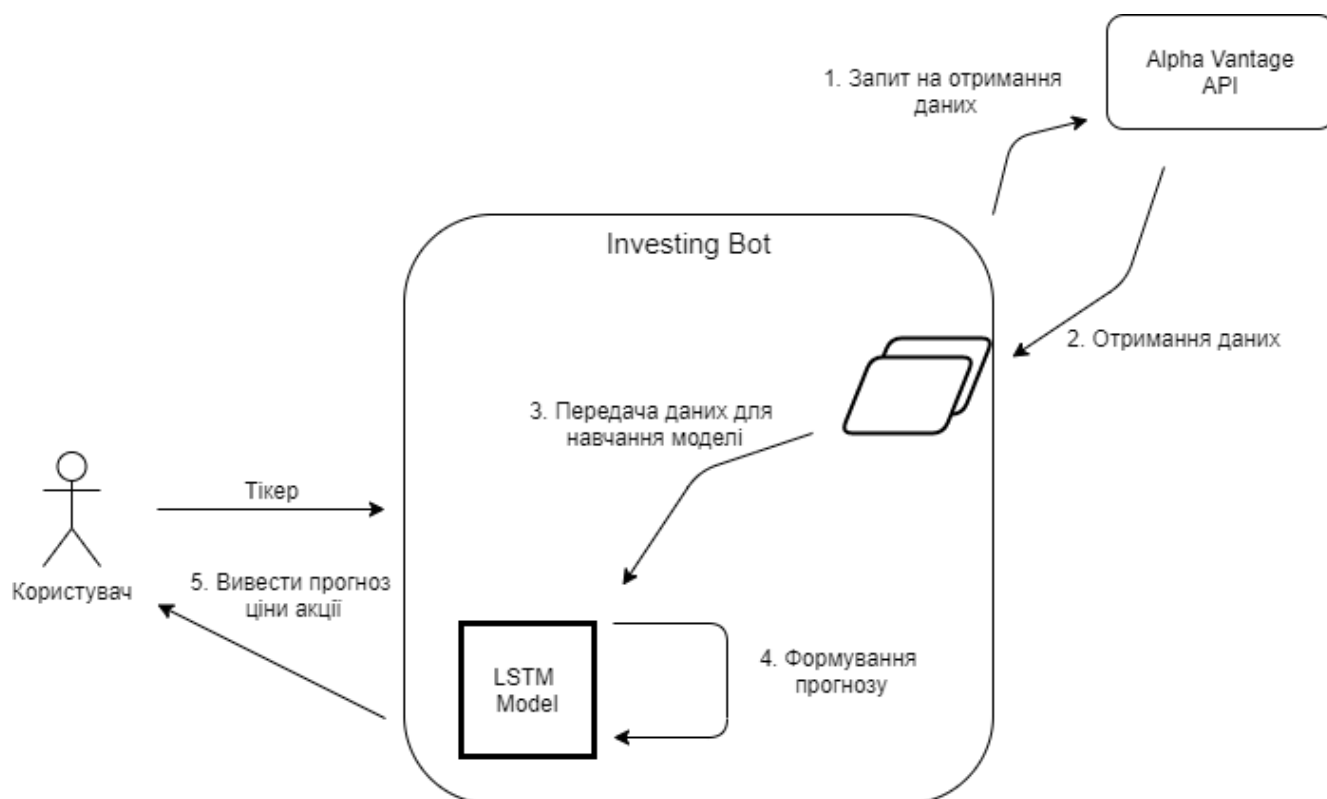 Alpha Vantage
API
1. Запит на отримання
даних
Investing Bot
2. Отримання даних
3. Передача даних для
навчання моделі
Тікер
Користувач
5. Вивести прогноз
ціни акції
LSTM
Model
4. Формування
прогнозу